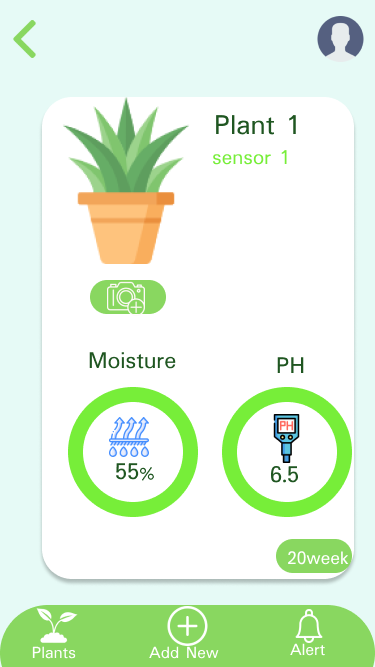 Plant 1
sensor 1
Moisture
PH
PH
55%
6.5
20week
Plants
Add New
Alert